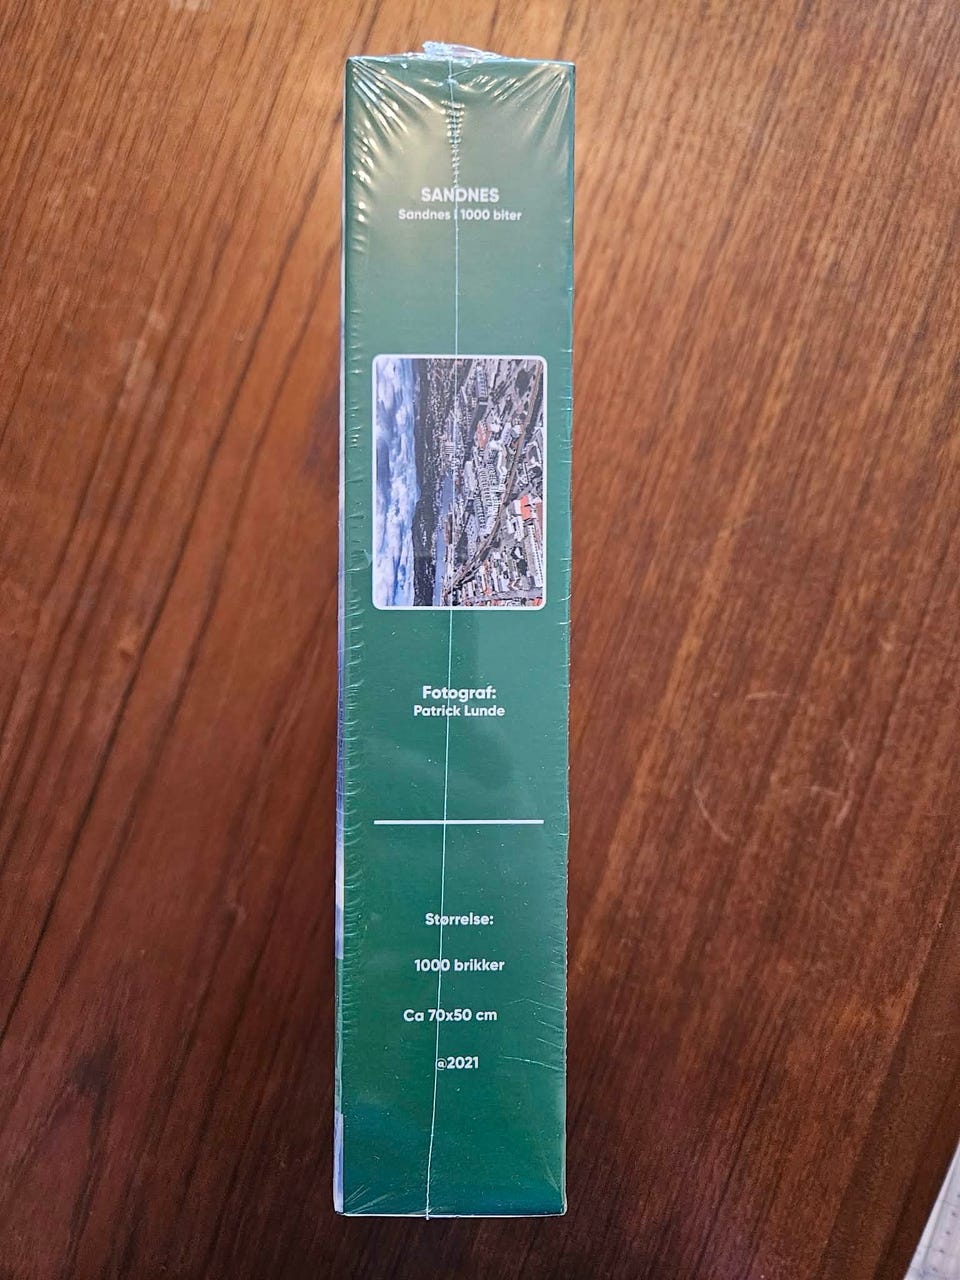 SANDNES
Sandnes i 1000 biter
Fotograf:
Patrick Lunde
Størrelse:
1000 brikker
Ca 70x50 cm
@2021